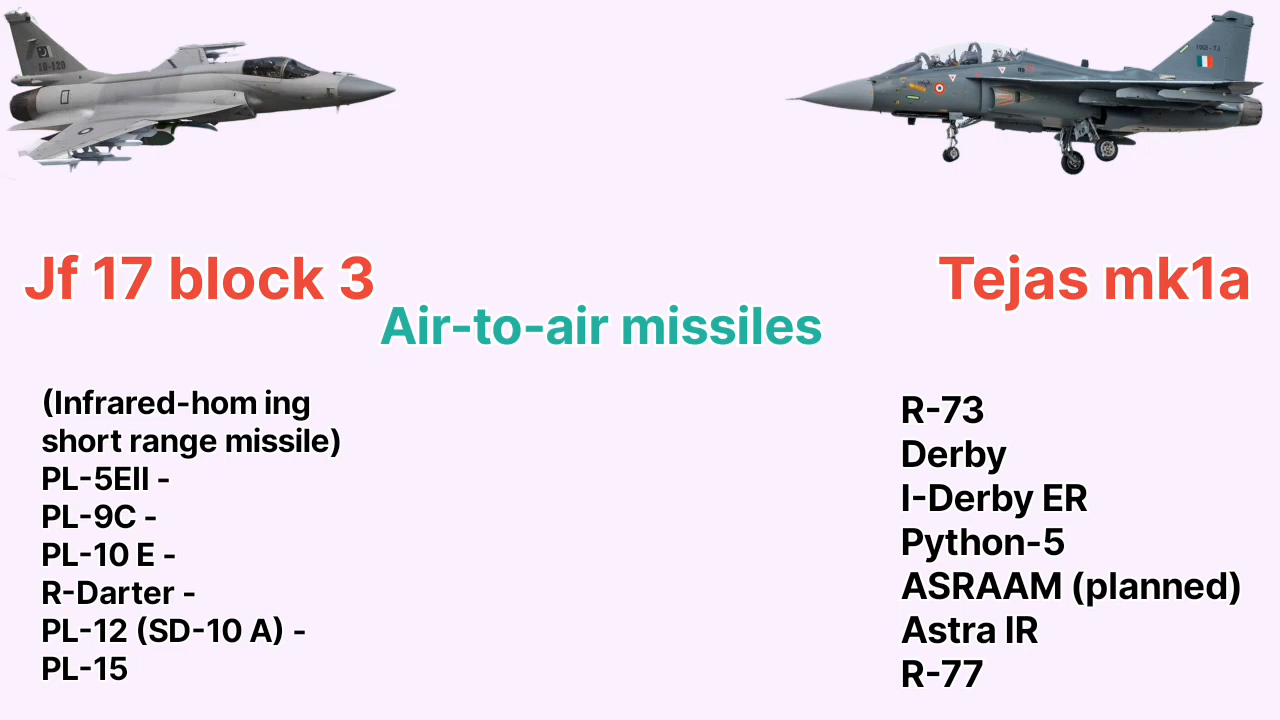 10-120
Jf 17 block 3
Tejas mk1a
Air-to-air missiles
(Infrared-hom ing
short range missile)
PL-5EII -
PL-9C -
PL-10 E -
R-Darter -
PL-12 (SD-10 A) -
PL-15
R-73
Derby
I-Derby ER
Python-5
ASRAAM (planned)
Astra IR
R-77